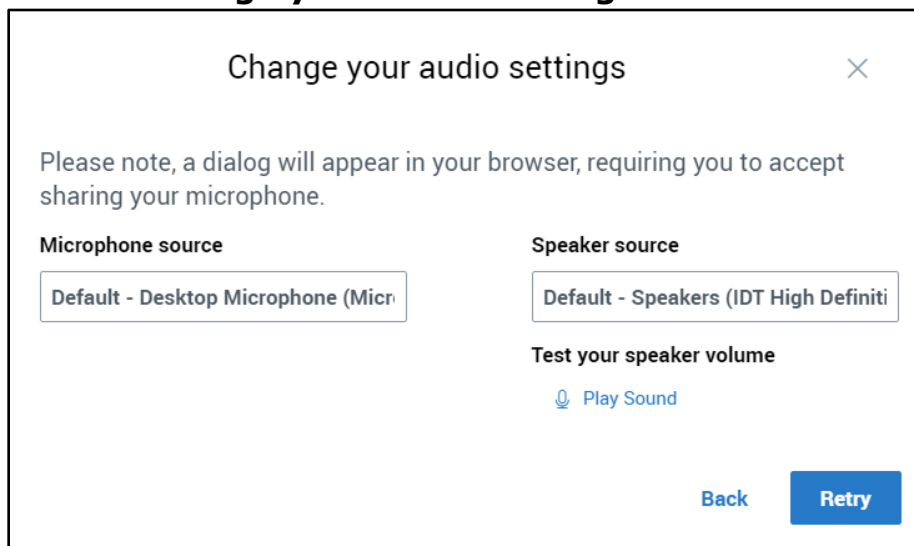 Change your audio settings
Please note, a dialog will appear in your browser, requiring you to accept
sharing your microphone.
Microphone source
Speaker source
Default - Desktop Microphone (Micr
Default - Speakers (IDT High Definiti
Test your speaker volume
Play Sound
Back
Retry